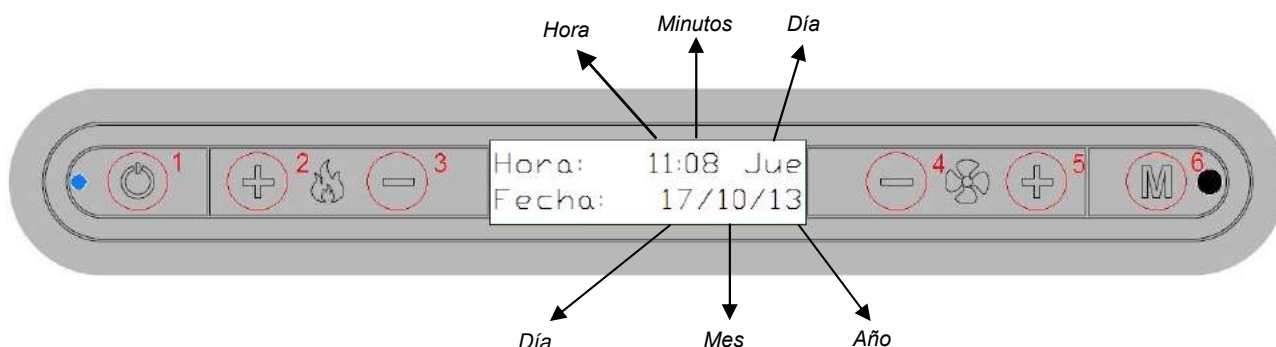 Hora Minutos Día
1 2 3 Hora: 11:08 Jue 4 5 M 6
Fecha: 17/10/13
Día Mes Año